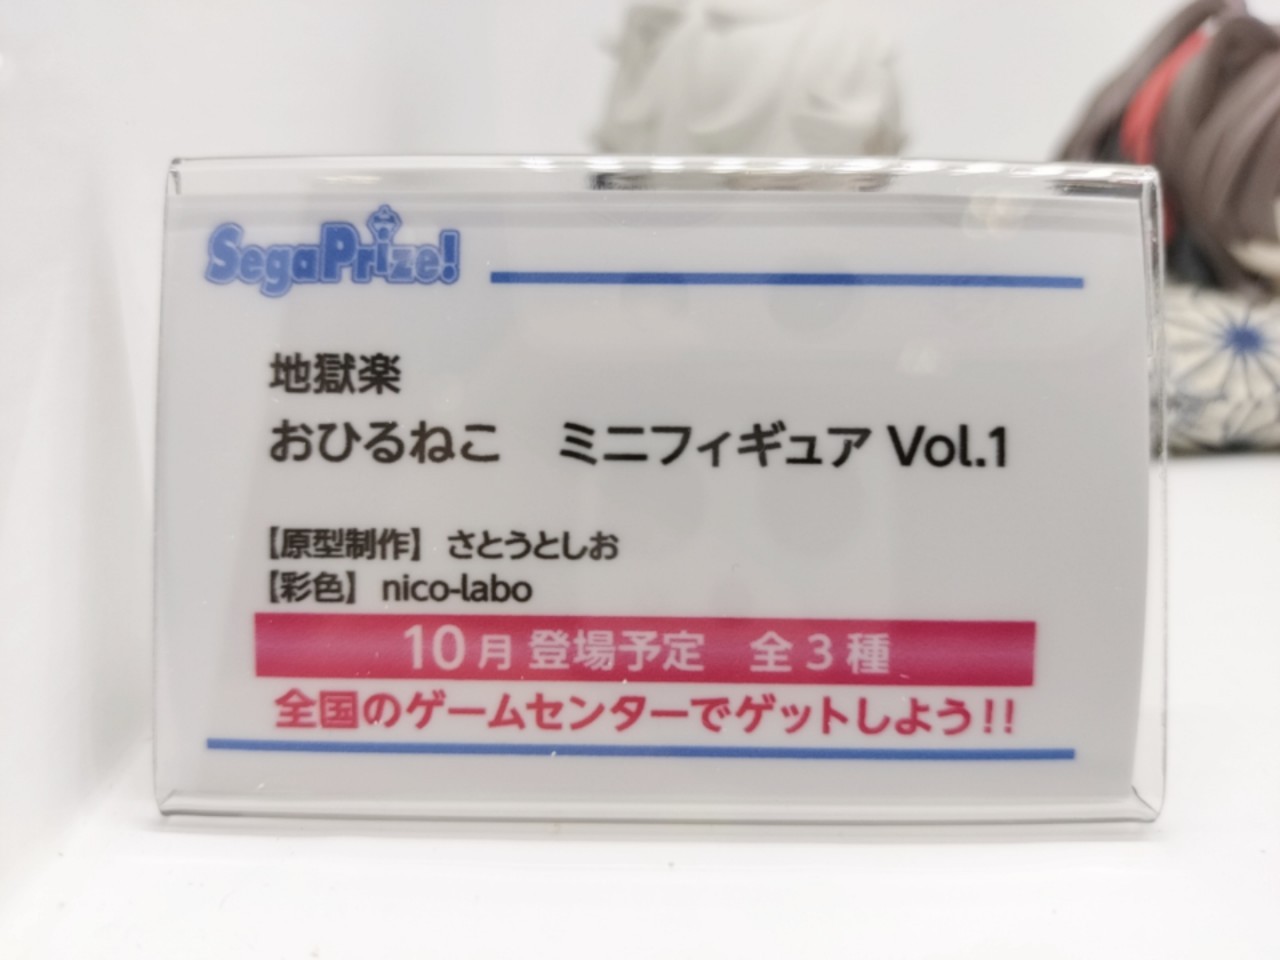 SegaPrize!
地獄楽
おひるねこ　ミニフィギュア Vol.1
【原型制作】 さとうとしお
【彩色】 nico-labo
10月登場予定　全3種
全国のゲームセンターでゲットしよう!!